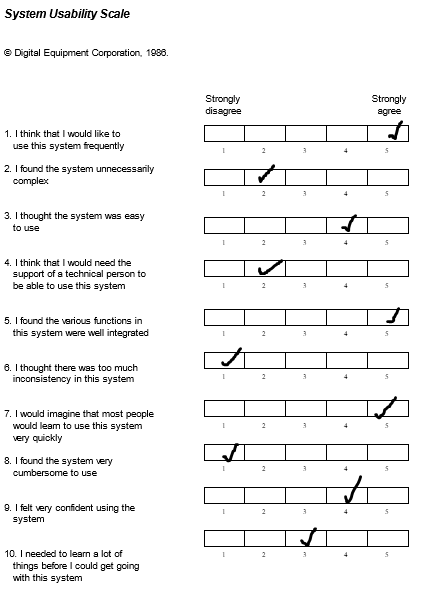 System Usability Scale
© Digital Equipment Corporation, 1986.
Strongly disagree
Strongly agree
1. I think that I would like to
use this system frequently
1 2 3 4 5
2. I found the system unnecessarily
complex
1 2 3 4 5
3. I thought the system was easy
to use
1 2 3 4 5
4. I think that I would need the
support of a technical person to
be able to use this system
1 2 3 4 5
5. I found the various functions in
this system were well integrated
1 2 3 4 5
6. I thought there was too much
inconsistency in this system
1 2 3 4 5
7. I would imagine that most people
would learn to use this system
very quickly
1 2 3 4 5
8. I found the system very
cumbersome to use
1 2 3 4 5
9. I felt very confident using the
system
1 2 3 4 5
10. I needed to learn a lot of
things before I could get going
with this system
1 2 3 4 5